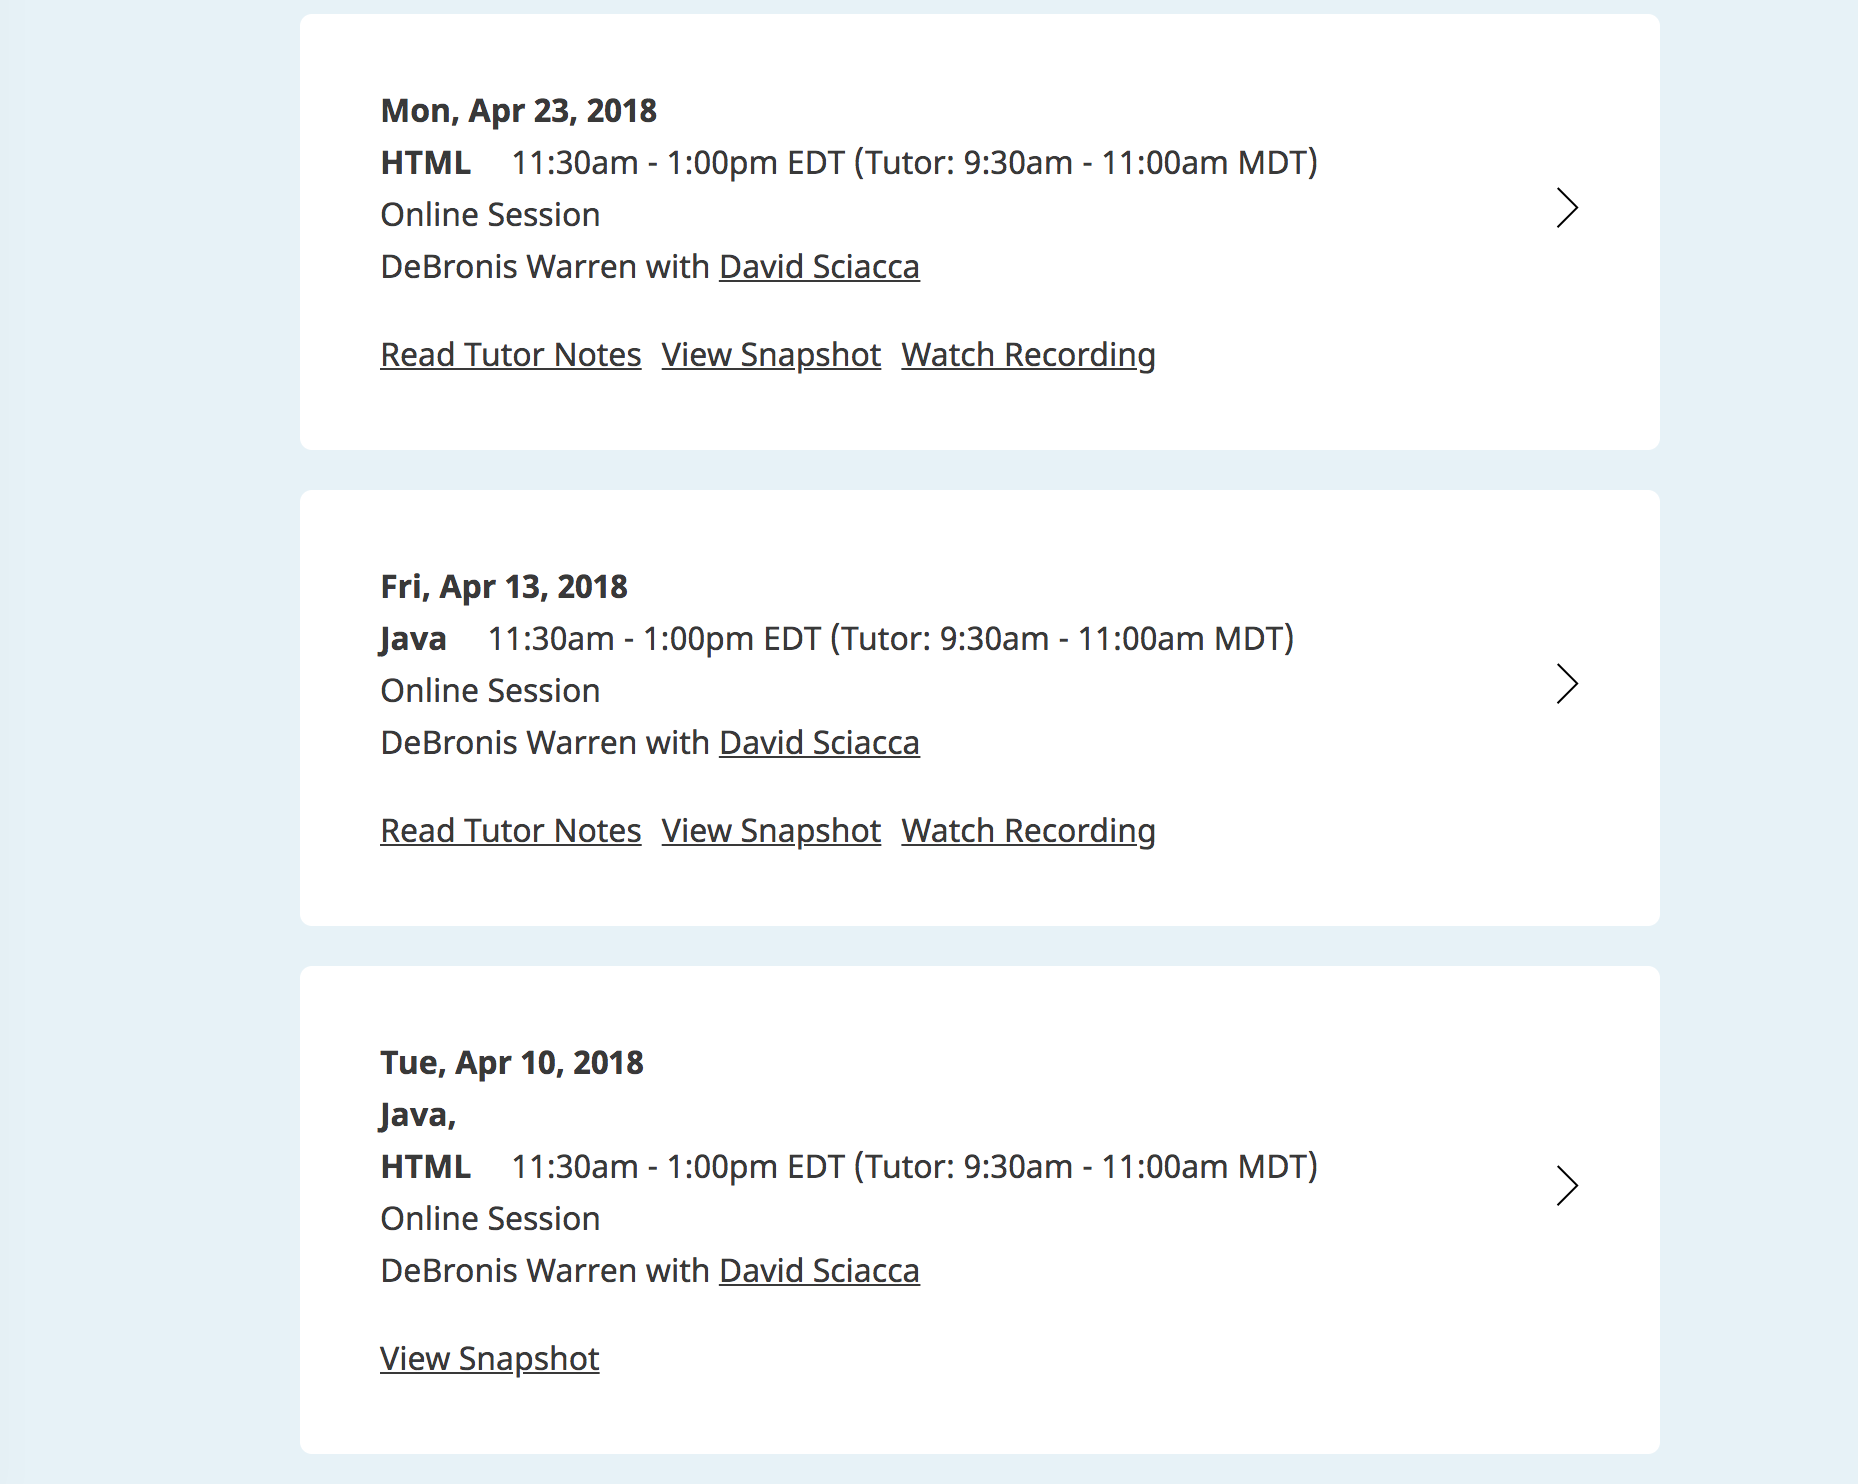 Mon, Apr 23, 2018
HTML 11:30am - 1:00pm EDT (Tutor: 9:30am - 11:00am MDT)
Online Session
DeBronis Warren with David Sciacca
Read Tutor Notes View Snapshot Watch Recording
Fri, Apr 13, 2018
Java 11:30am - 1:00pm EDT (Tutor: 9:30am - 11:00am MDT)
Online Session
DeBronis Warren with David Sciacca
Read Tutor Notes View Snapshot Watch Recording
Tue, Apr 10, 2018
Java,
HTML 11:30am - 1:00pm EDT (Tutor: 9:30am - 11:00am MDT)
Online Session
DeBronis Warren with David Sciacca
View Snapshot